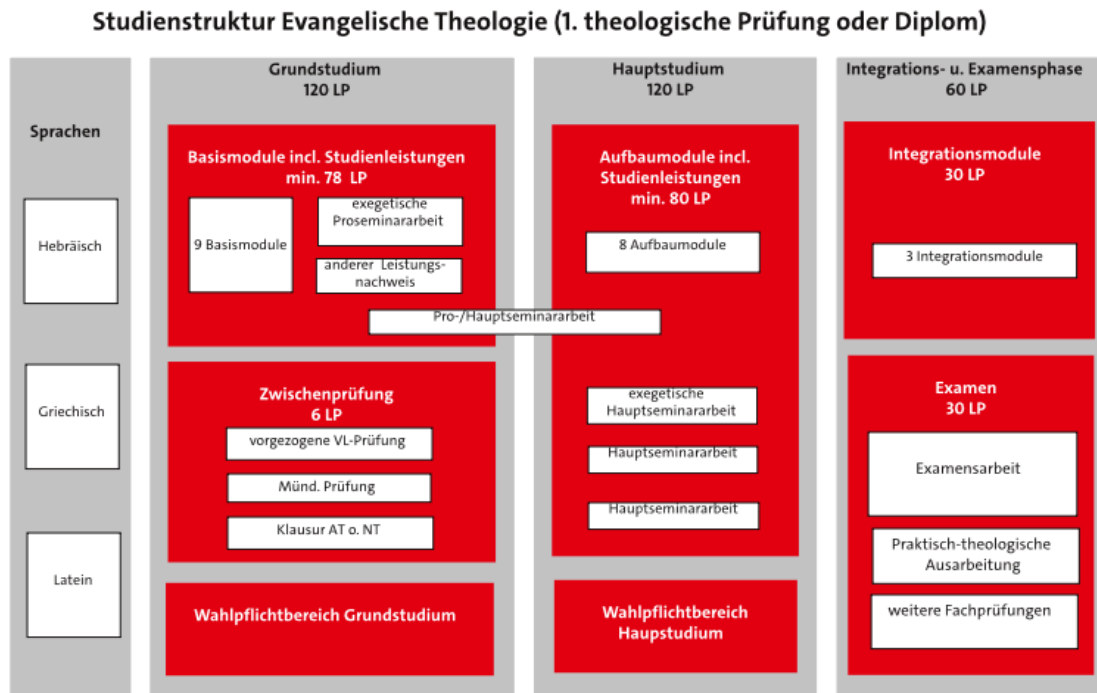 Studienstruktur Evangelische Theologie (1. theologische Prüfung oder Diplom)
Sprachen
Hebräisch
Griechisch
Latein
Grundstudium
120 LP
Basismodule incl. Studienleistungen
min. 78 LP
9 Basismodule
exegetische
Proseminararbeit
anderer Leistungs-
nachweis
Pro-/Hauptseminararbeit
Zwischenprüfung
6 LP
vorgezogene VL-Prüfung
Münd. Prüfung
Klausur AT o. NT
Wahlpflichtbereich Grundstudium
Hauptstudium
120 LP
Aufbaumodule incl.
Studienleistungen
min. 80 LP
8 Aufbaumodule
exegetische
Hauptseminararbeit
Hauptseminararbeit
Hauptseminararbeit
Wahlpflichtbereich
Haupstudium
Integrations- u. Examensphase
60 LP
Integrationsmodule
30 LP
3 Integrationsmodule
Examen
30 LP
Examensarbeit
Praktisch-theologische
Ausarbeitung
weitere Fachprüfungen